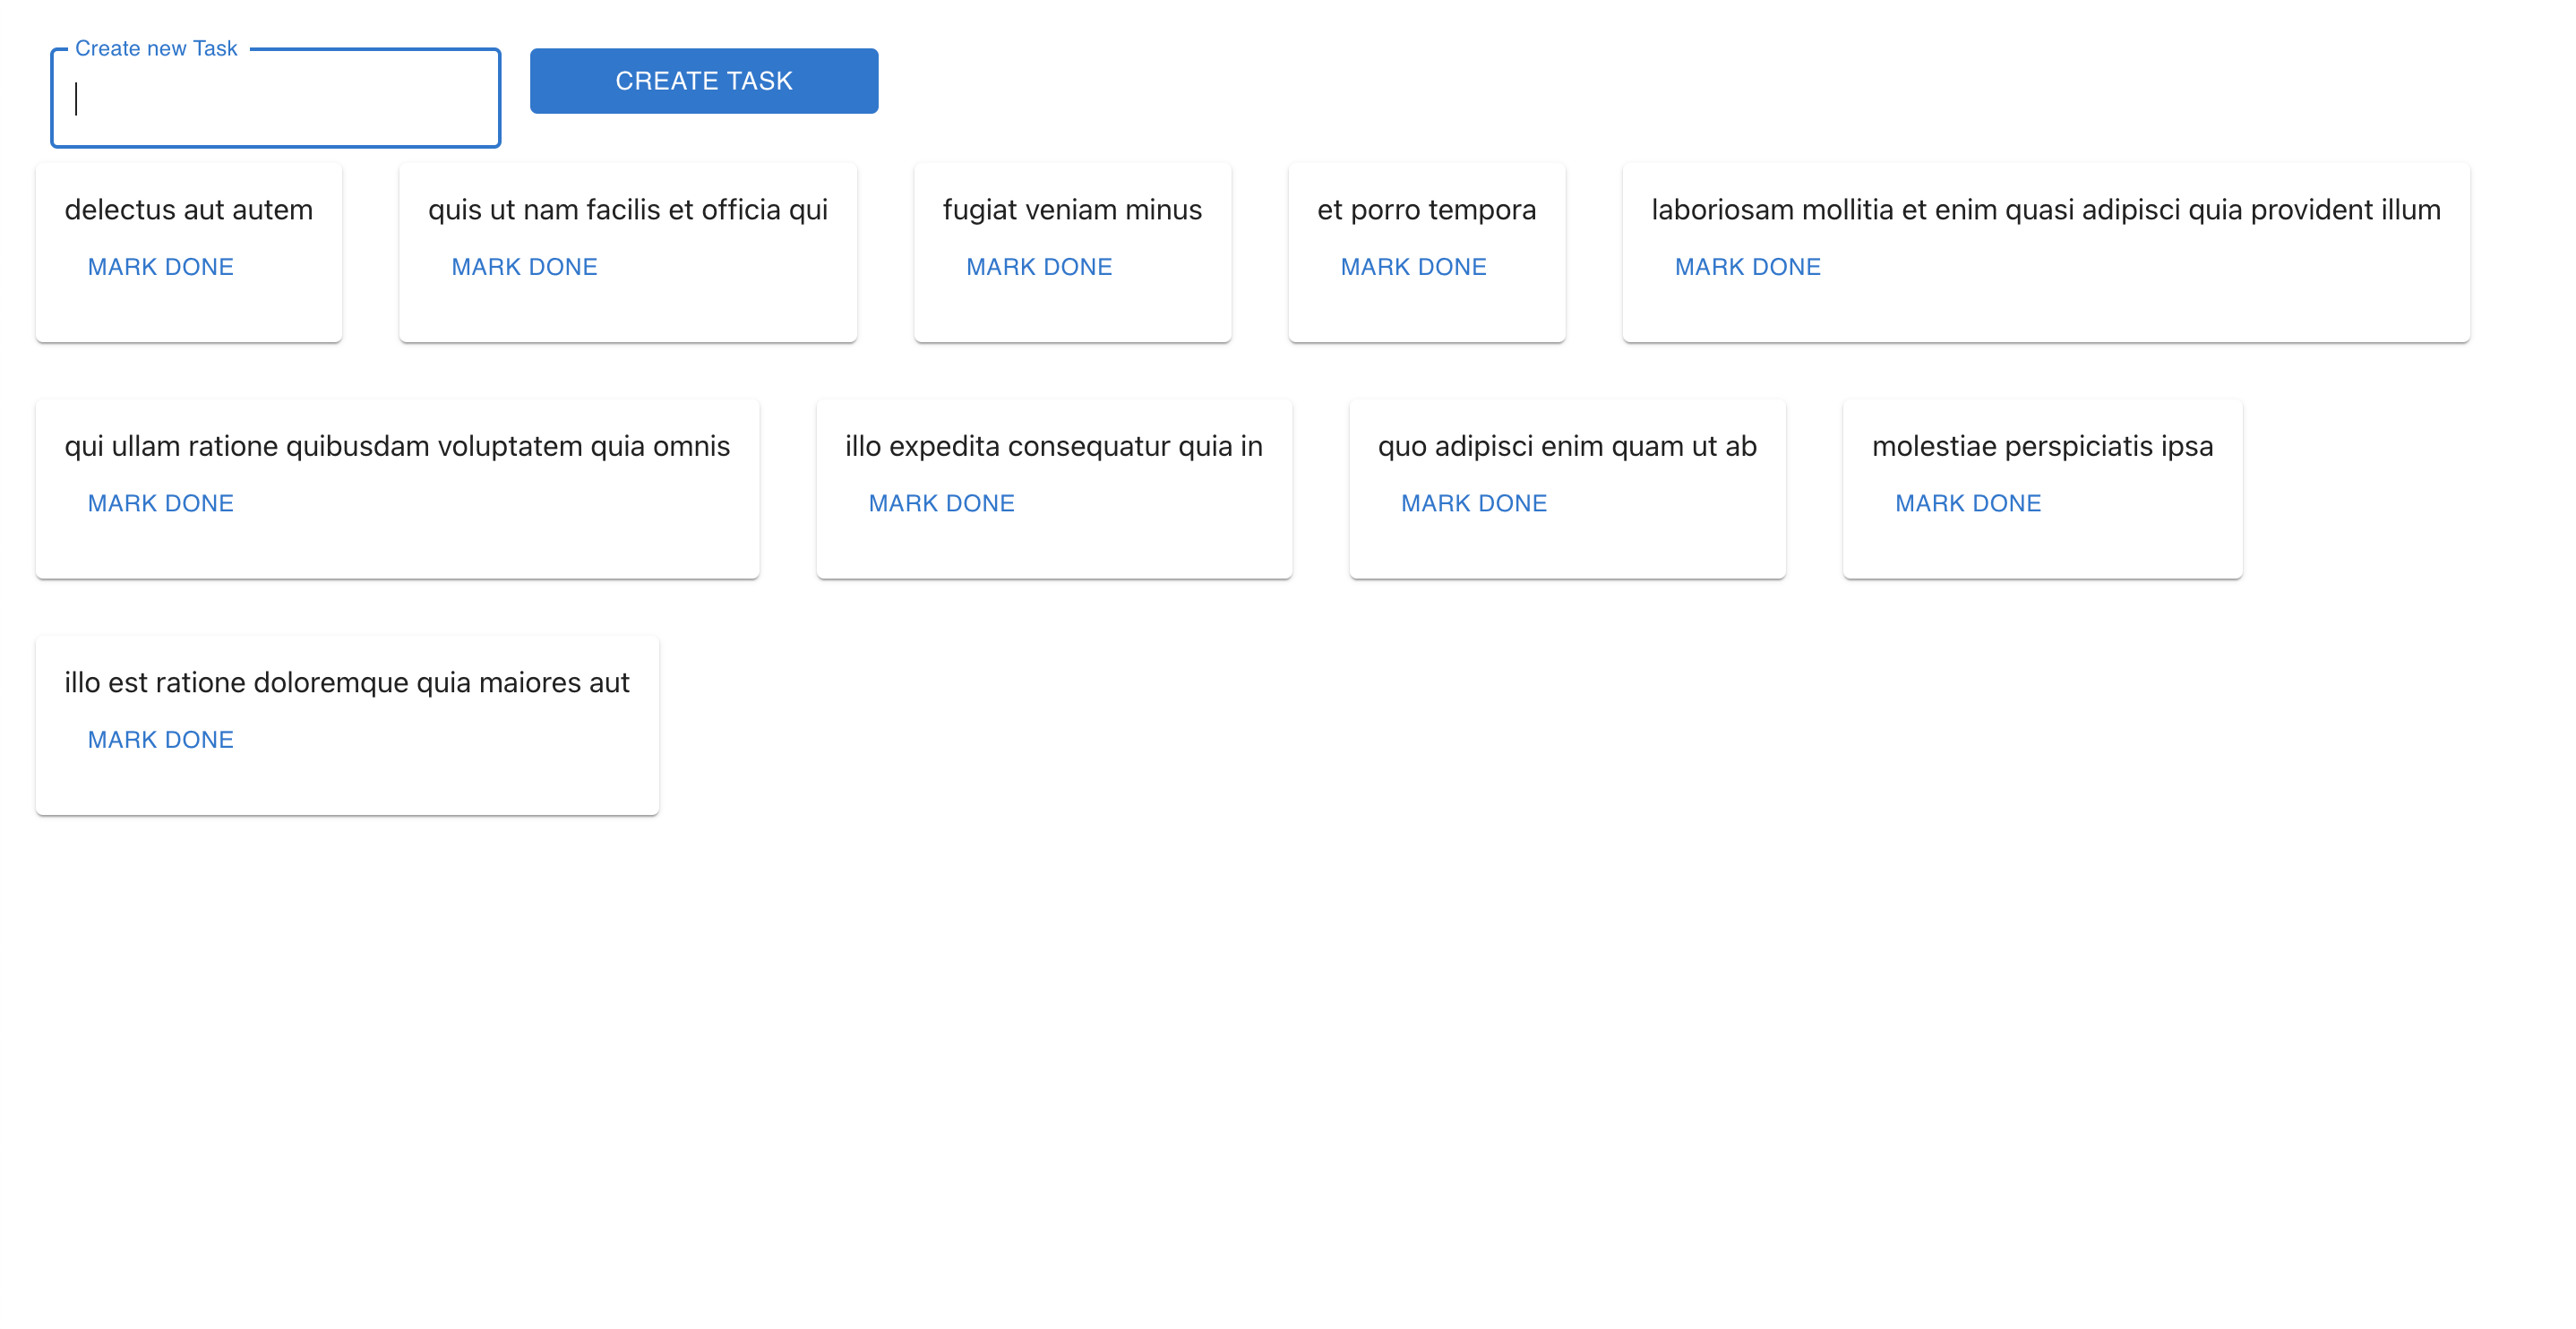 Create new Task
CREATE TASK
delectus aut autem
MARK DONE
quis ut nam facilis et officia qui
MARK DONE
fugiat veniam minus
MARK DONE
et porro tempora
MARK DONE
laboriosam mollitia et enim quasi adipisci quia provident illum
MARK DONE
qui ullam ratione quibusdam voluptatem quia omnis
MARK DONE
illo expedita consequatur quia in
MARK DONE
quo adipisci enim quam ut ab
MARK DONE
molestiae perspiciatis ipsa
MARK DONE
illo est ratione doloremque quia maiores aut
MARK DONE